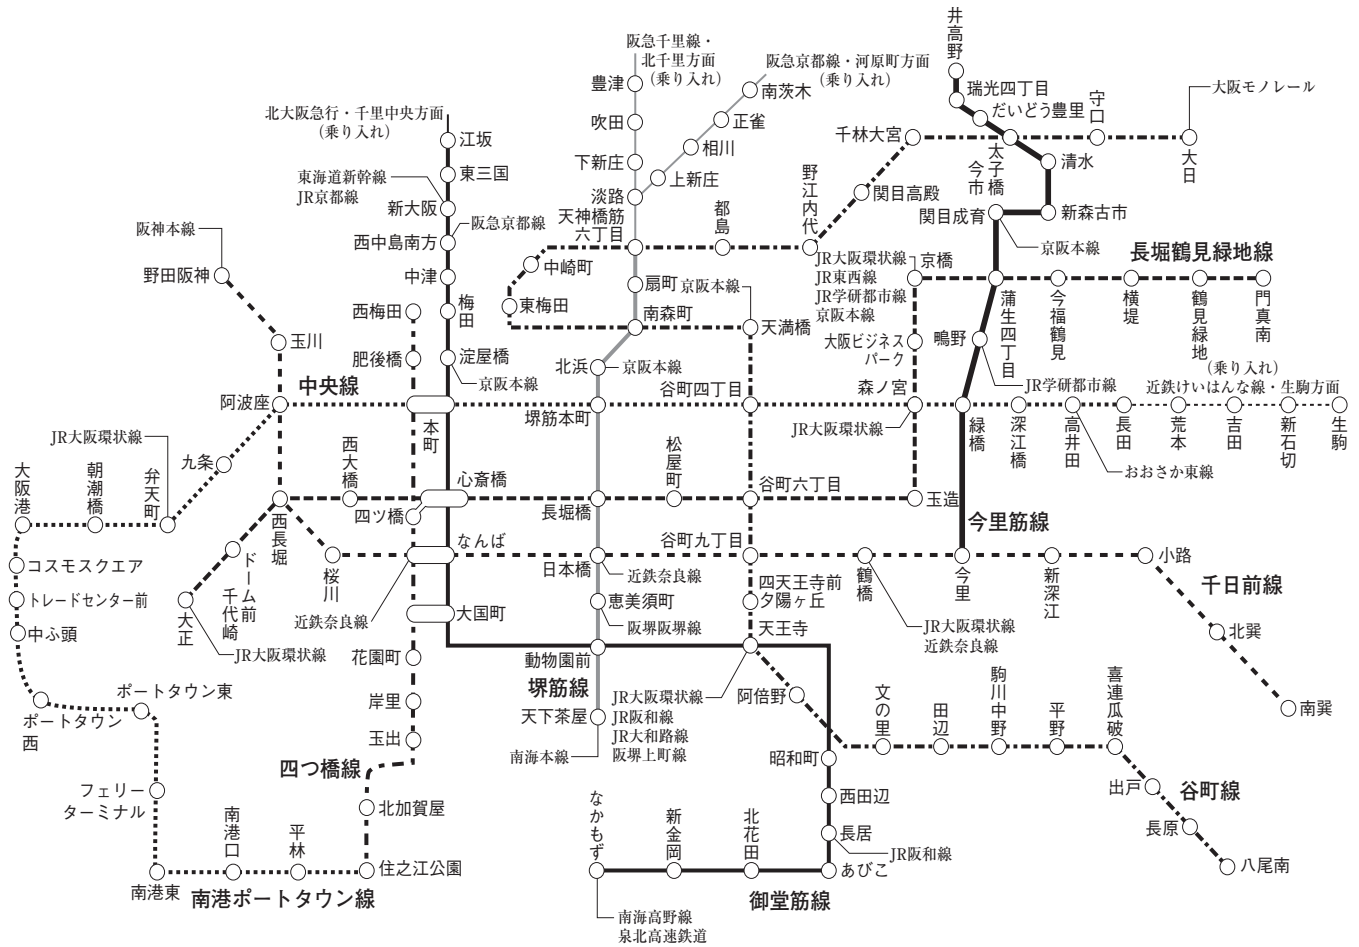 井高野
瑞光四丁目
だいどう豊里
守口
大阪モノレール
阪急千里線・
北千里方面
（乗り入れ）
阪急京都線・河原町方面
（乗り入れ）
豊津
南茨木
吹田
正雀
北大阪急行・千里中央方面
（乗り入れ）
江坂
下新庄
相川
千林大宮
太子橋
今市
清水
大日
東海道新幹線
JR京都線
東三国
上新庄
野江内代
関目高殿
淡路
新大阪
天神橋筋
六丁目
都島
関目成育
新森古市
阪神本線
阪急京都線
西中島南方
京阪本線
長堀鶴見緑地線
野田阪神
中津
中崎町
JR大阪環状線
JR東西線
JR学研都市線
京阪本線
京橋
扇町
京阪本線
西梅田
梅田
東梅田
南森町
天満橋
蒲生四丁目
今福鶴見
横堤
鶴見緑地
門真南
玉川
肥後橋
淀屋橋
大阪ビジネス
パーク
鴫野
京阪本線
北浜
京阪本線
JR学研都市線
（乗り入れ）
近鉄けいはんな線・生駒方面
中央線
阿波座
本町
堺筋本町
谷町四丁目
森ノ宮
JR大阪環状線
緑橋
深江橋
高井田
長田
荒本
吉田
新石切
生駒
JR大阪環状線
九条
西大橋
松屋町
おおさか東線
大阪港
朝潮橋
弁天町
心斎橋
四ツ橋
長堀橋
谷町六丁目
玉造
西長堀
今里筋線
コスモスクエア
ドーム前
千代崎
桜川
なんば
日本橋
谷町九丁目
鶴橋
今里
新深江
小路
近鉄奈良線
千日前線
トレードセンター前
大正
近鉄奈良線
大国町
恵美須町
四天王寺前
夕陽ヶ丘
中ふ頭
阪堺阪堺線
天王寺
JR大阪環状線
近鉄奈良線
北巽
JR大阪環状線
花園町
動物園前
堺筋線
JR大阪環状線
JR阪和線
JR大和路線
阪堺上町線
阿倍野
文の里
田辺
駒川中野
平野
喜連瓜破
南巽
ポートタウン東
ポートタウン
西
岸里
天下茶屋
玉出
南海本線
四つ橋線
昭和町
出戸
谷町線
フェリー
ターミナル
北加賀屋
西田辺
長原
南港口
平林
なかもず
新金岡
北花田
長居
JR阪和線
八尾南
南港東
住之江公園
あびこ
南港ポートタウン線
御堂筋線
南海高野線
泉北高速鉄道